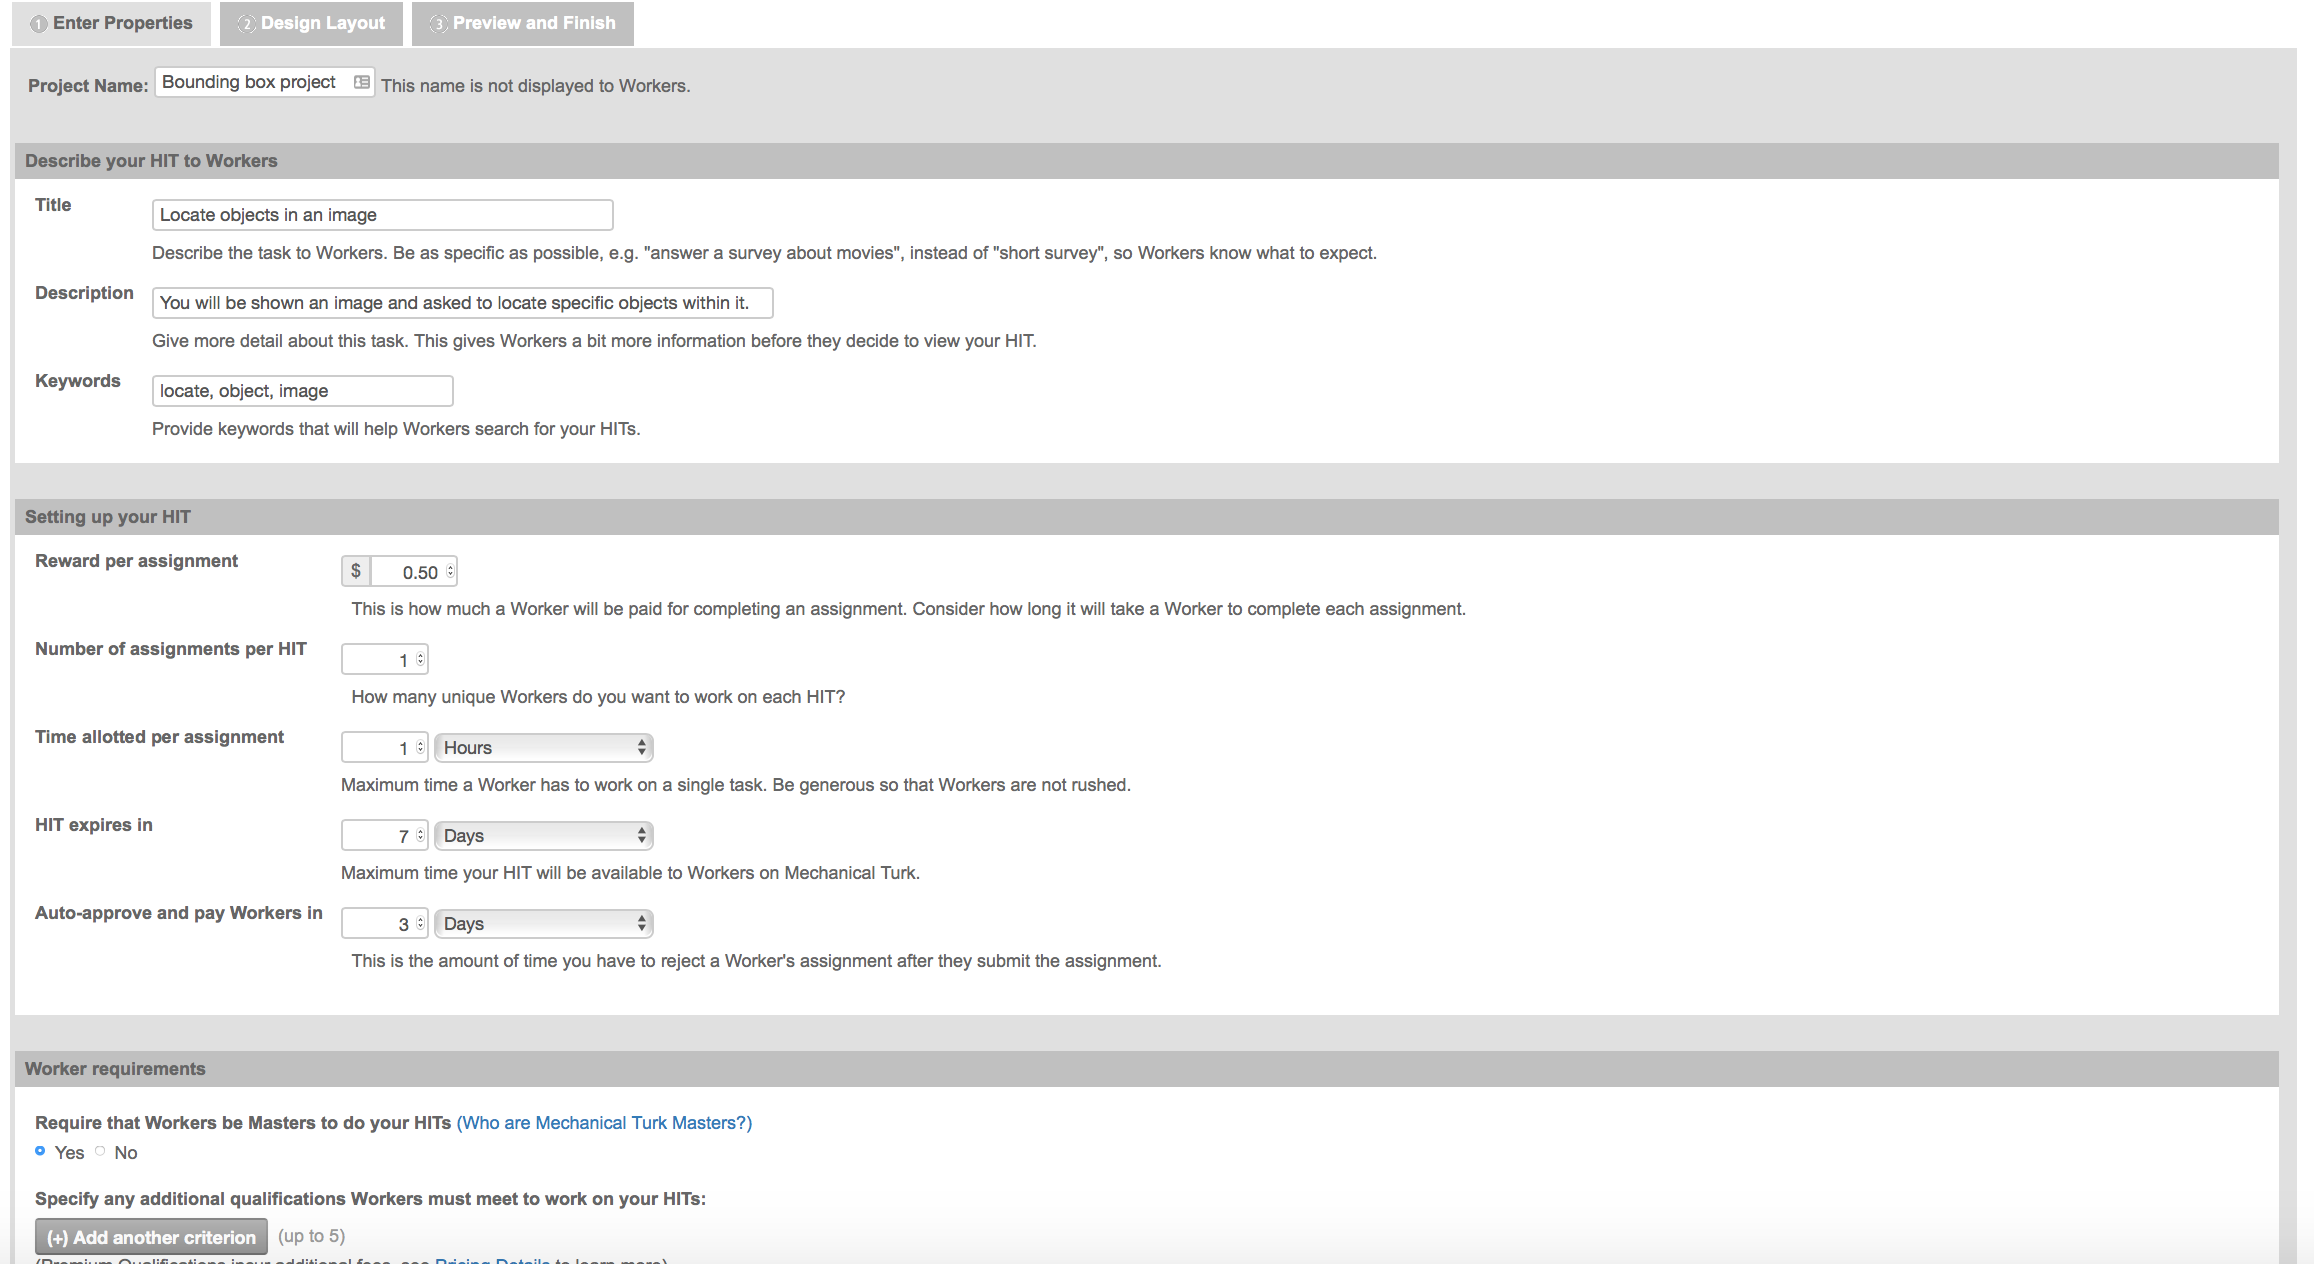 1 Enter Properties 2 Design Layout 3 Preview and Finish
Project Name: Bounding box project This name is not displayed to Workers.
Describe your HIT to Workers
Title
Locate objects in an image
Describe the task to Workers. Be as specific as possible, e.g. "answer a survey about movies", instead of "short survey", so Workers know what to expect.
Description
You will be shown an image and asked to locate specific objects within it.
Give more detail about this task. This gives Workers a bit more information before they decide to view your HIT.
Keywords
locate, object, image
Provide keywords that will help Workers search for your HITs.
Setting up your HIT
Reward per assignment
$ 0.50
This is how much a Worker will be paid for completing an assignment. Consider how long it will take a Worker to complete each assignment.
Number of assignments per HIT
1
How many unique Workers do you want to work on each HIT?
Time allotted per assignment
1 Hours
Maximum time a Worker has to work on a single task. Be generous so that Workers are not rushed.
HIT expires in
7 Days
Maximum time your HIT will be available to Workers on Mechanical Turk.
Auto-approve and pay Workers in
3 Days
This is the amount of time you have to reject a Worker's assignment after they submit the assignment.
Worker requirements
Require that Workers be Masters to do your HITs (Who are Mechanical Turk Masters?)
Yes No
Specify any additional qualifications Workers must meet to work on your HITs:
(+) Add another criterion (up to 5)
(Premium Qualifications incur additional fees, see Pricing Details to learn more)